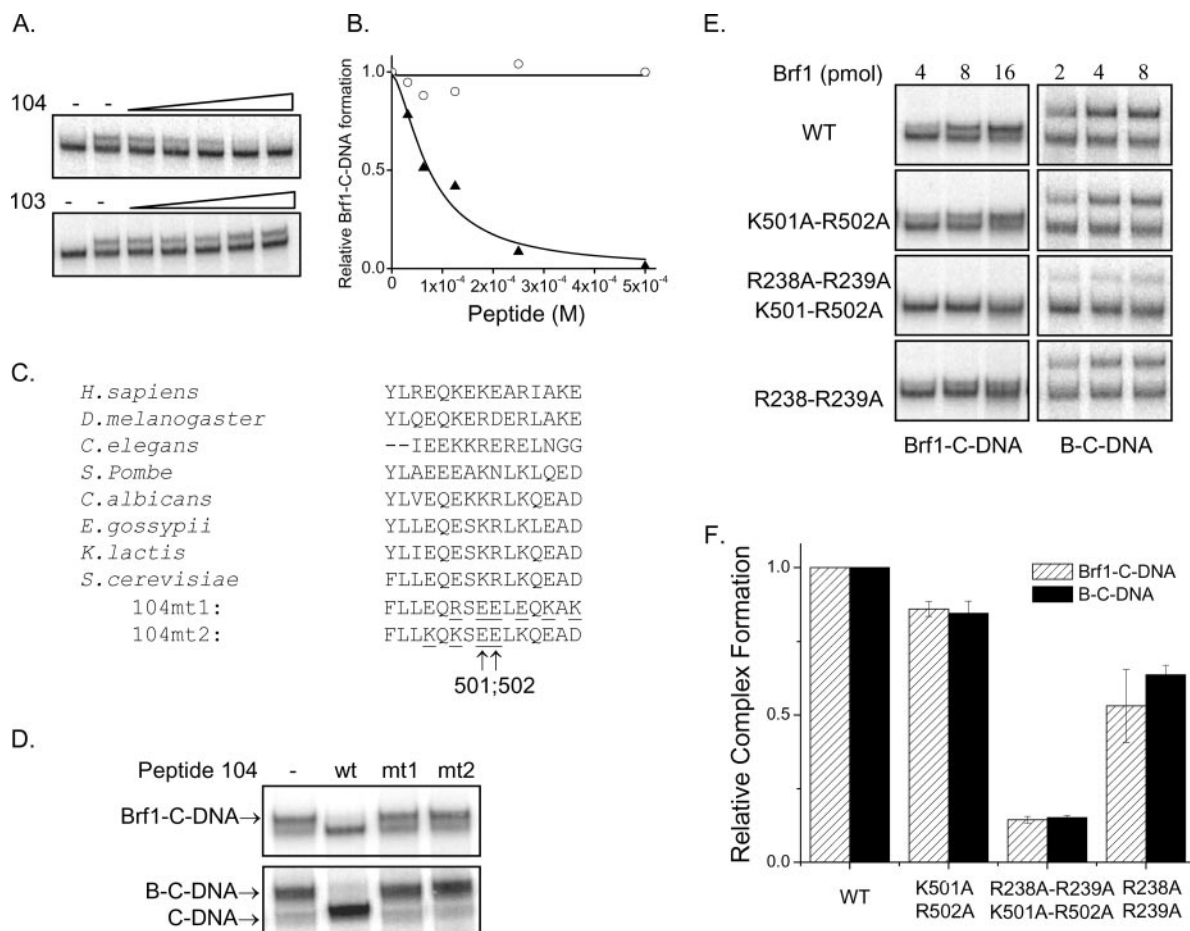 A.
104 - -
103 - -
B.
Relative Brf1-C-DNA formation
1.0
0.5
0.0
0 1x10⁻⁴ 2x10⁻⁴ 3x10⁻⁴ 4x10⁻⁴ 5x10⁻⁴
Peptide (M)
C.
H.sapiens YLREQKEKEARIAKE
D.melanogaster YLQEQKERDERLAKE
C.elegans --IEEKKRERELNGG
S.Pombe YLAEEEAKNLKLQED
C.albicans YLVEQEKRLKQEAD
E.gossypii YLLEQESKRLKLEAD
K.lactis YLIEQESKRLKQEAD
S.cerevisiae FLLEQESKRLKQEAD
104mt1: FLLEQRSEELEQKAK
104mt2: FLLKQKSEELKQEAD
↑ ↑
501;502
D.
Peptide 104 - wt mt1 mt2
Brf1-C-DNA→
B-C-DNA→
C-DNA→
E.
Brf1 (pmol) 4 8 16 2 4 8
WT
K501A-R502A
R238A-R239A
K501-R502A
R238-R239A
Brf1-C-DNA B-C-DNA
F.
Relative Complex Formation
1.0
0.5
0.0
Brf1-C-DNA
B-C-DNA
WT K501A R238A-R239A R238A
R502A K501A-R502A R239A